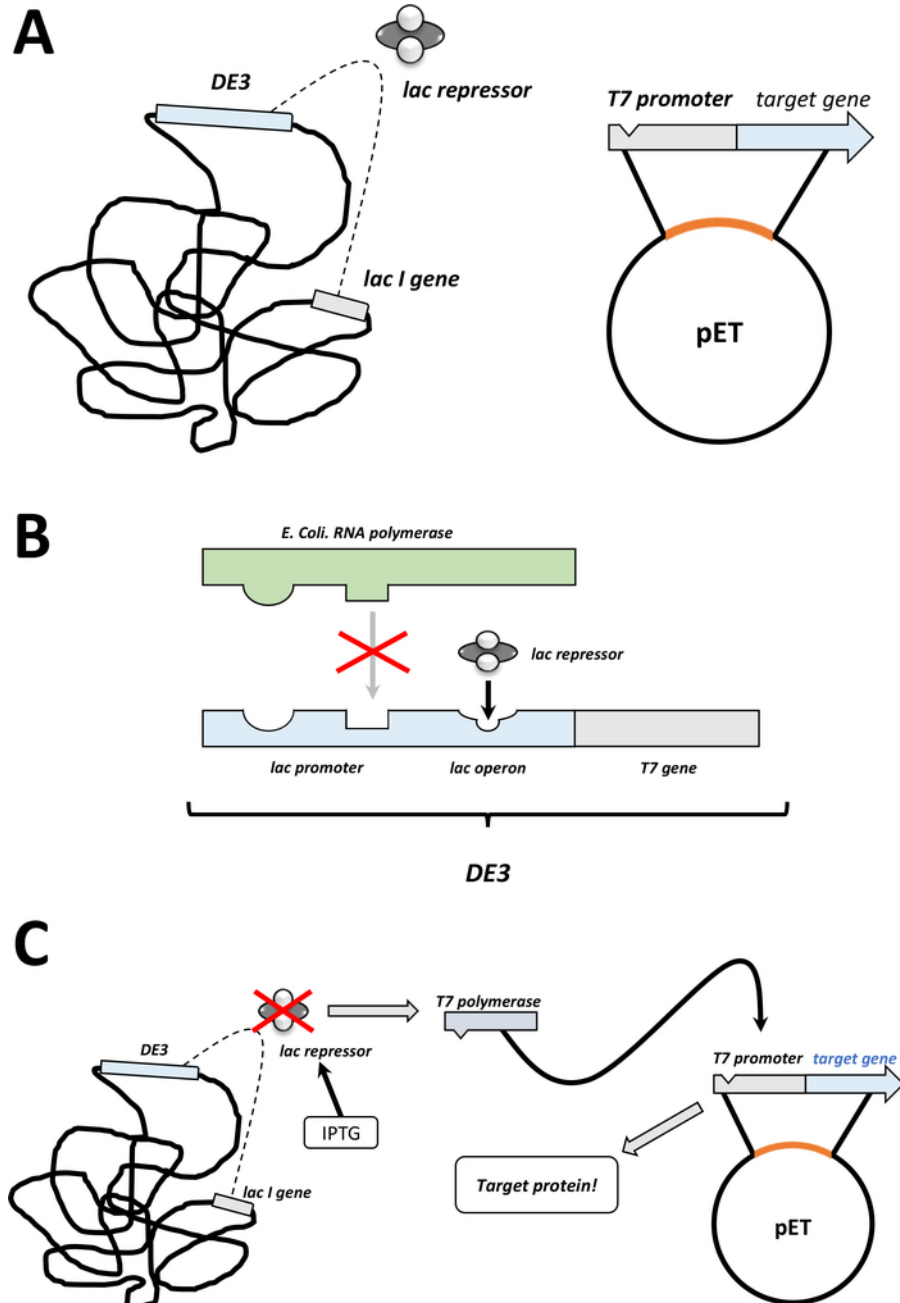 A
DE3
lac repressor
lac I gene
T7 promoter
target gene
pET
B
E. Coli. RNA polymerase
lac repressor
lac promoter
lac operon
T7 gene
DE3
C
DE3
lac repressor
IPTG
lac I gene
T7 polymerase
T7 promoter
target gene
Target protein!
pET